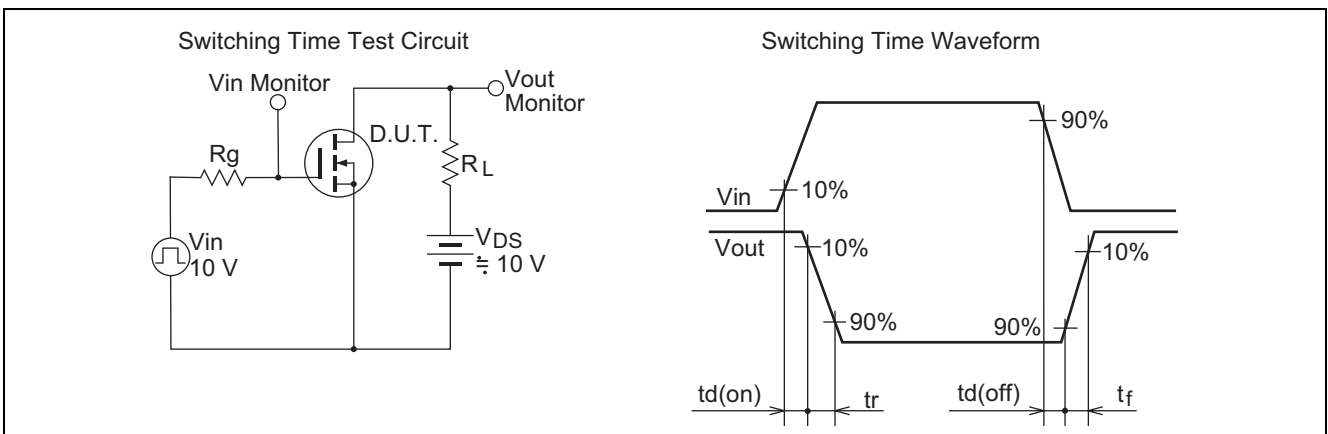 Switching Time Test Circuit
Vin Monitor
Vout
Monitor
D.U.T.
Rg
RL
Vin
10 V
VDS
≒ 10 V
Switching Time Waveform
90%
10%
Vin
Vout
10%
10%
90%
90%
td(on)
tr
td(off)
tf